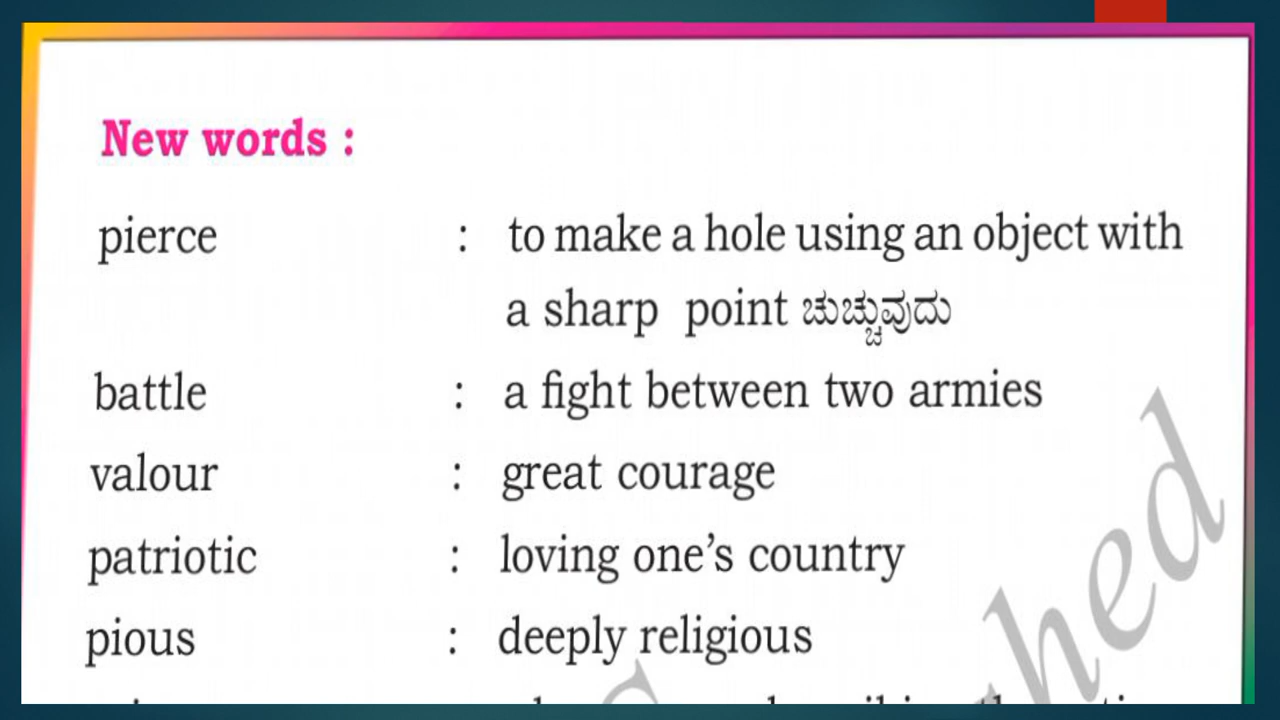 New words :
pierce : to make a hole using an object with
a sharp point ಚುಚ್ಚುವುದು
battle : a fight between two armies
valour : great courage
patriotic : loving one's country
pious : deeply religious
hed